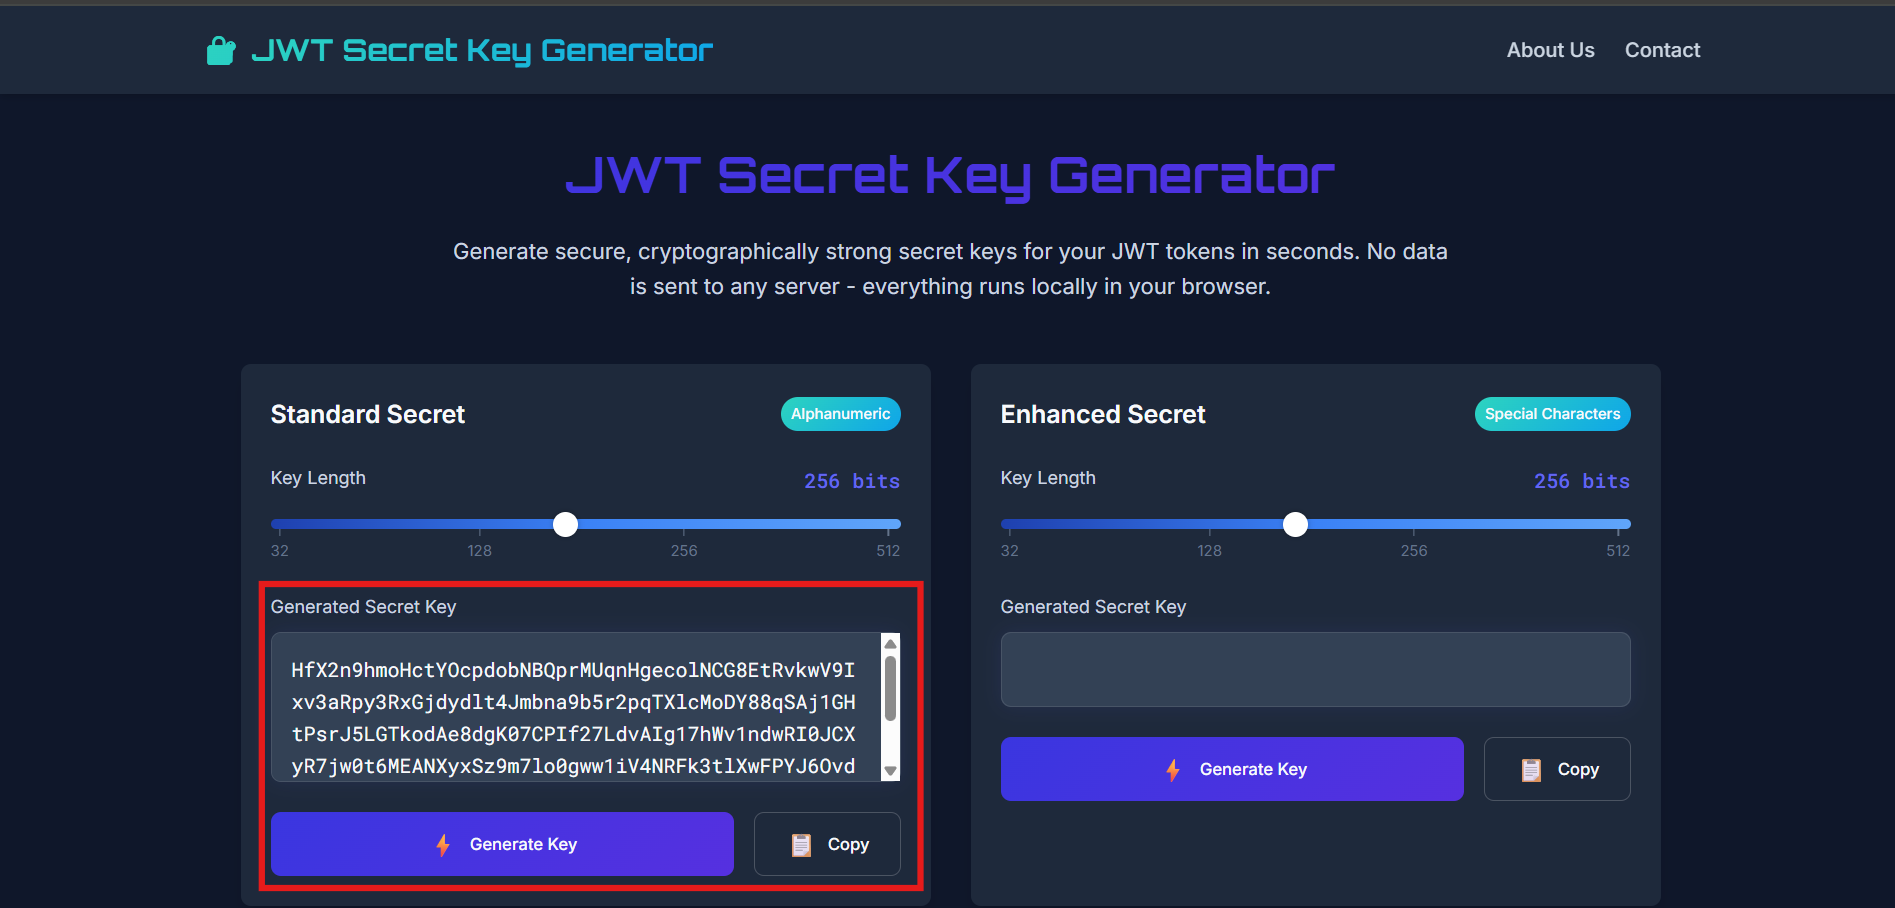 JWT Secret Key Generator
About Us
Contact
JWT Secret Key Generator
Generate secure, cryptographically strong secret keys for your JWT tokens in seconds. No data
is sent to any server - everything runs locally in your browser.
Standard Secret
Alphanumeric
Key Length
256 bits
32 128 256 512
Generated Secret Key
HfX2n9hmoHctYOcpdobNBQprMUqnHgecolNCG8EtRvkwV9I
xv3aRpy3RxGjdydlt4Jmbna9b5r2pqTXlcMoDY88qSAj1GH
tPsrJ5LGTkodAe8dgK07CPIf27LdvAIg17hWv1ndwRI0JCX
yR7jw0t6MEANXyxSz9m7lo0gww1iV4NRFk3tlXwFPYJ6Ovd
Generate Key
Copy
Enhanced Secret
Special Characters
Key Length
256 bits
32 128 256 512
Generated Secret Key
Generate Key
Copy